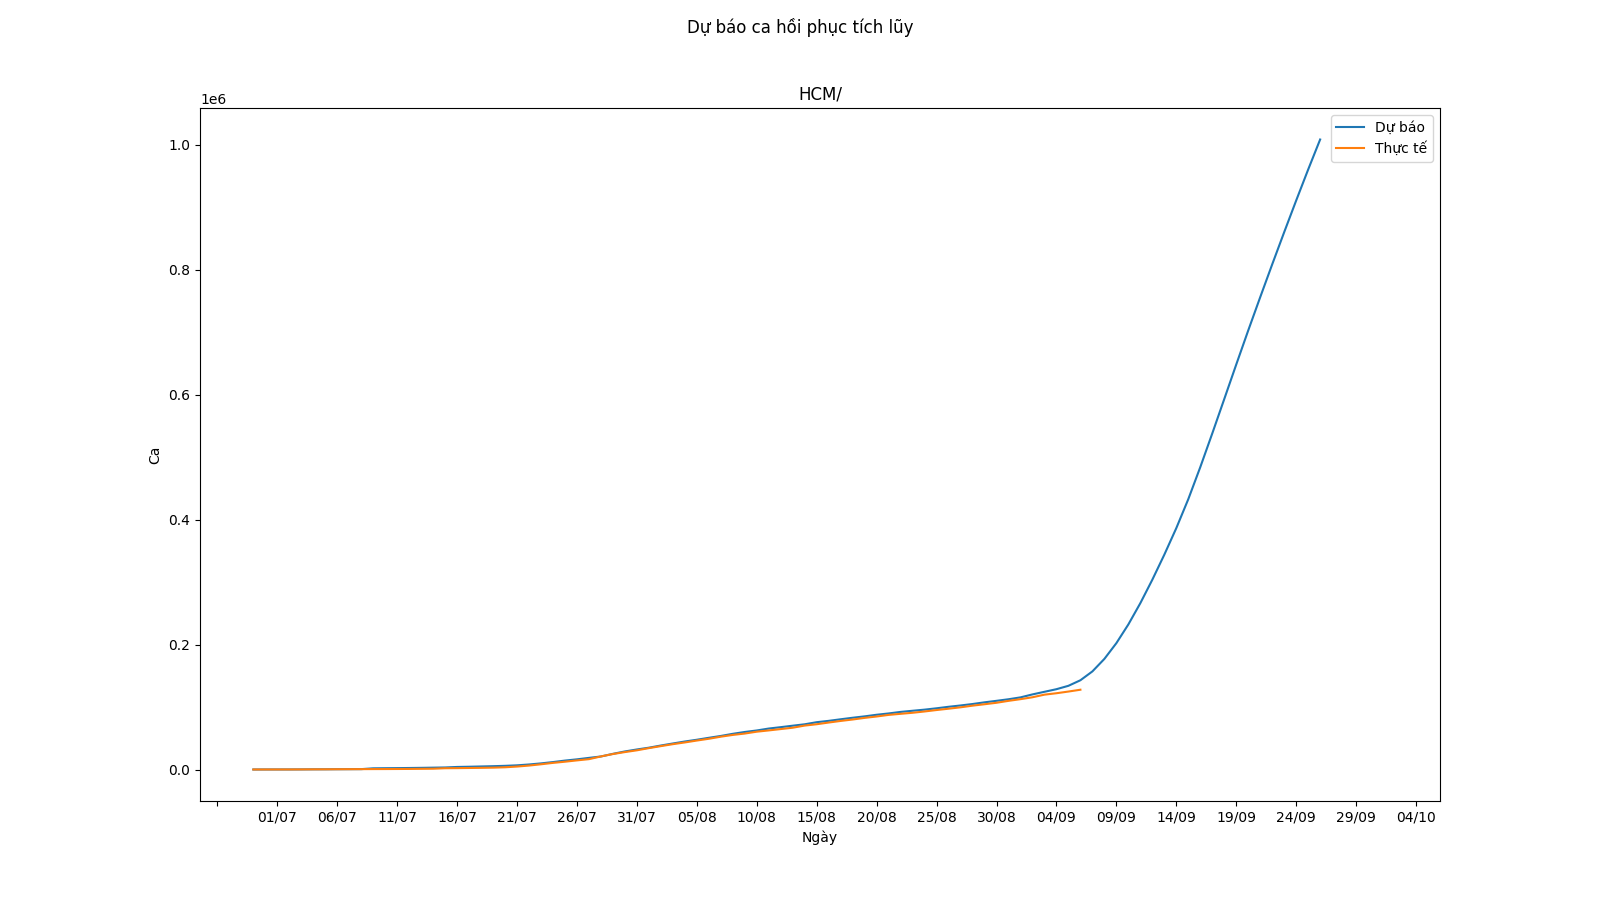 Dự báo ca hồi phục tích lũy
HCM/
1e6
Dự báo
Thực tế
1.0
0.8
0.6
0.4
0.2
0.0
Ca
01/07 06/07 11/07 16/07 21/07 26/07 31/07 05/08 10/08 15/08 20/08 25/08 30/08 04/09 09/09 14/09 19/09 24/09 29/09 04/10
Ngày